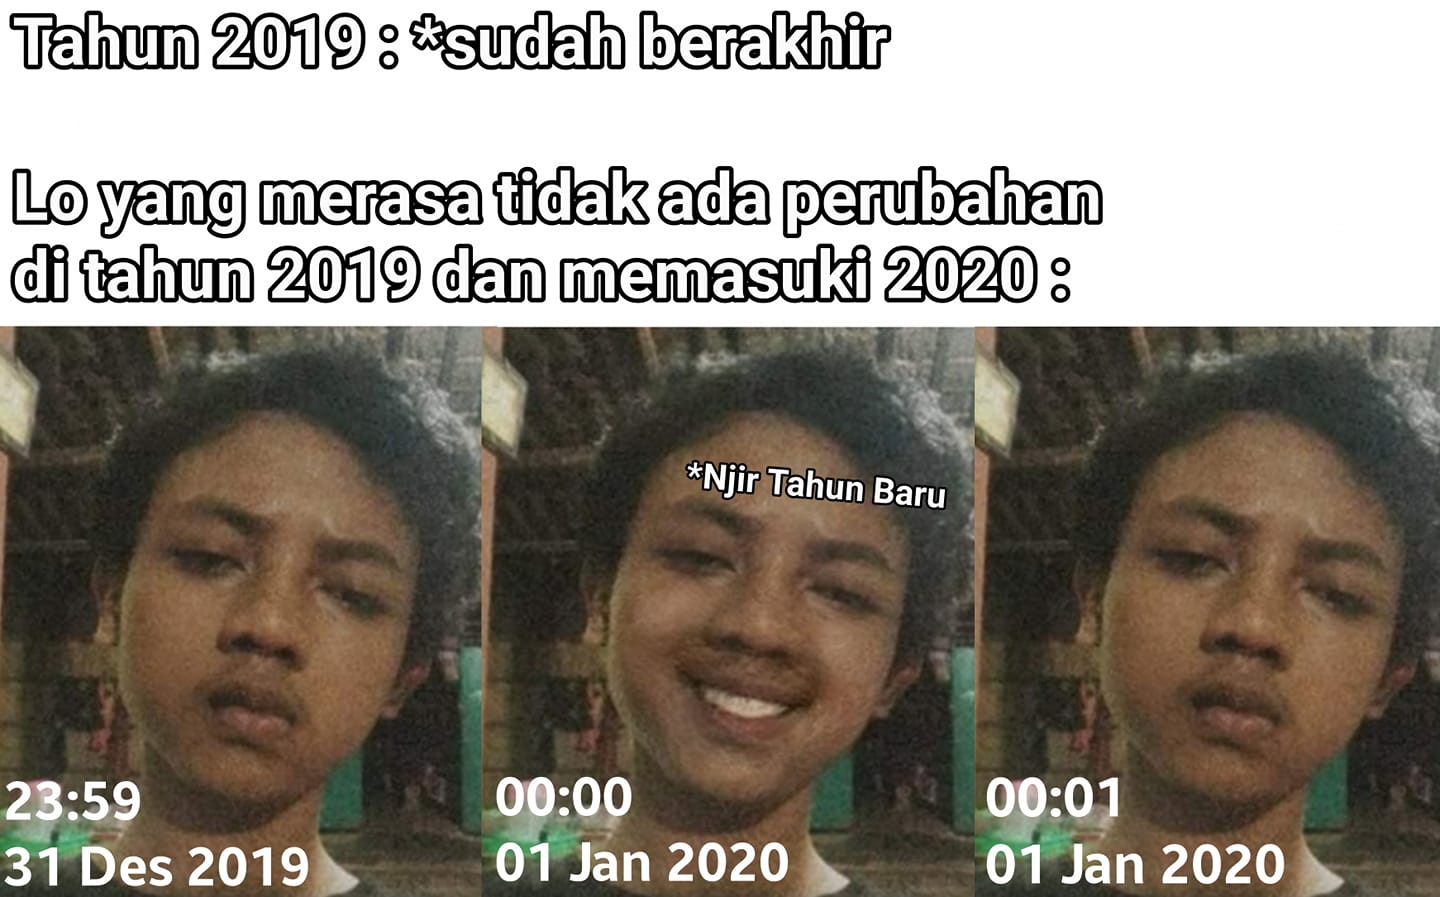 Tahun 2019 : *sudah berakhir
Lo yang merasa tidak ada perubahan
di tahun 2019 dan memasuki 2020 :
*Njir Tahun Baru
23:59
31 Des 2019
00:00
01 Jan 2020
00:01
01 Jan 2020